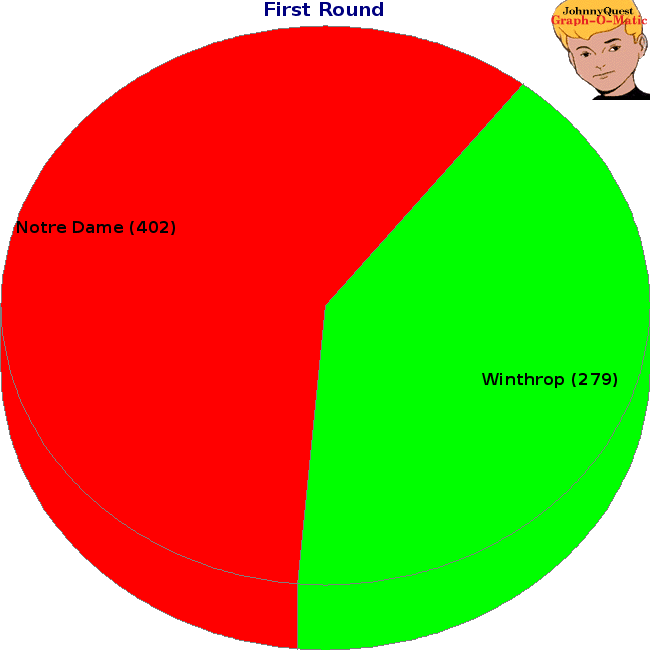 First Round
JohnnyQuest
Graph-O-Matic
Notre Dame (402)
Winthrop (279)